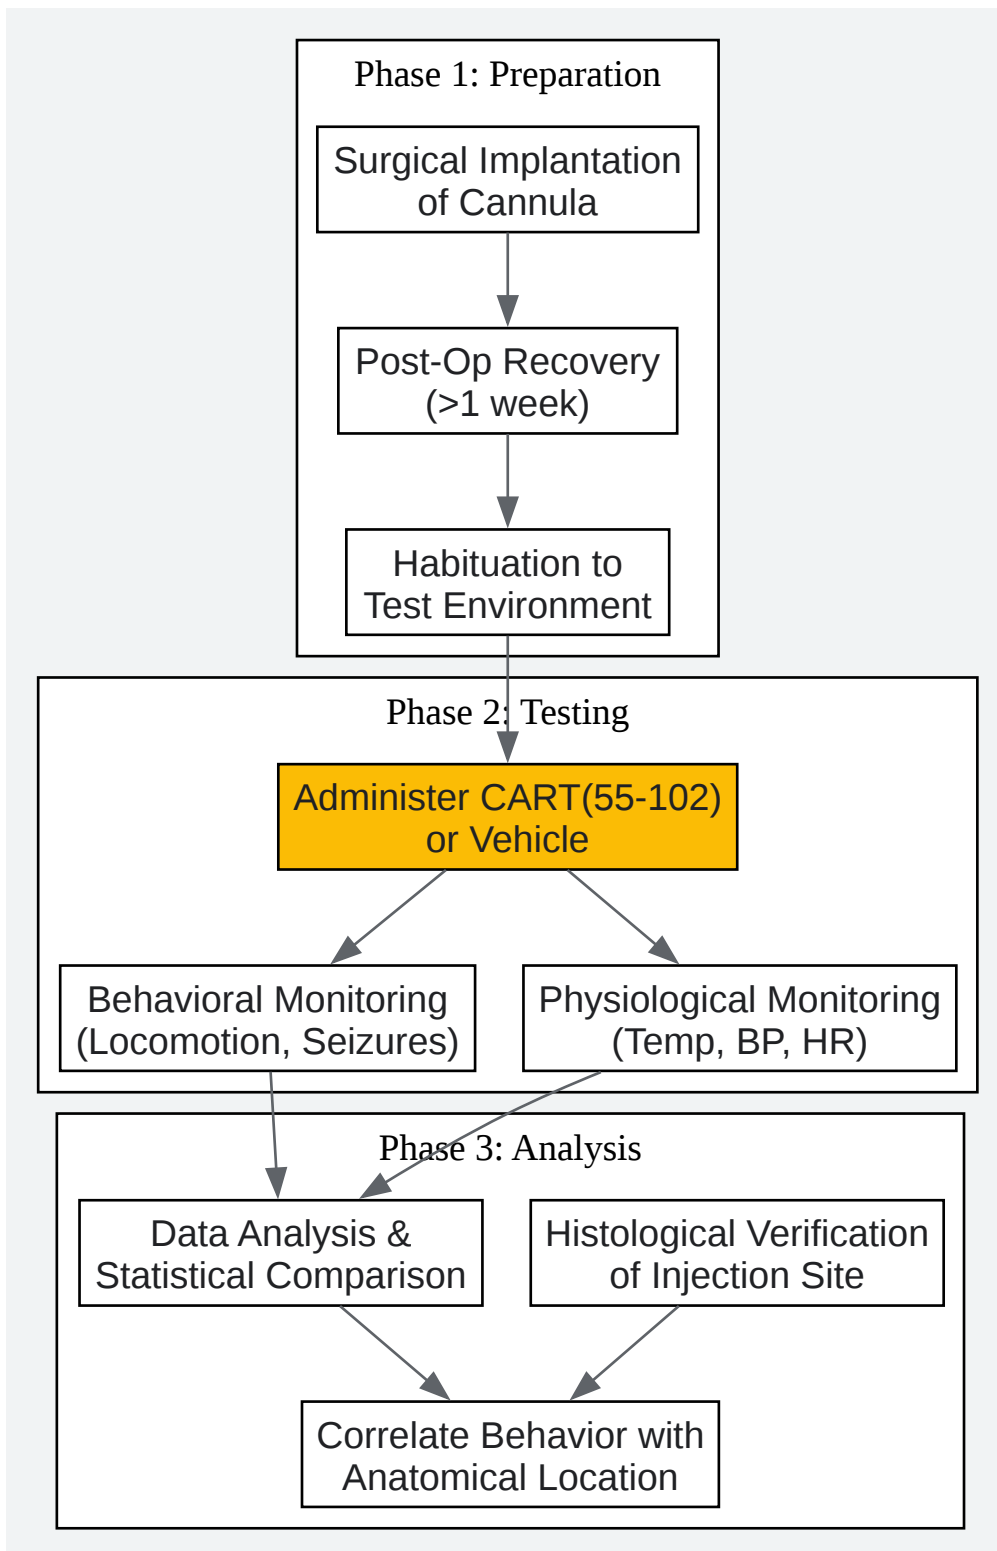 Phase 1: Preparation
Surgical Implantation
of Cannula
Post-Op Recovery
(>1 week)
Habituation to
Test Environment
Phase 2: Testing
Administer CART(55-102)
or Vehicle
Behavioral Monitoring
(Locomotion, Seizures)
Physiological Monitoring
(Temp, BP, HR)
Phase 3: Analysis
Data Analysis &
Statistical Comparison
Histological Verification
of Injection Site
Correlate Behavior with
Anatomical Location